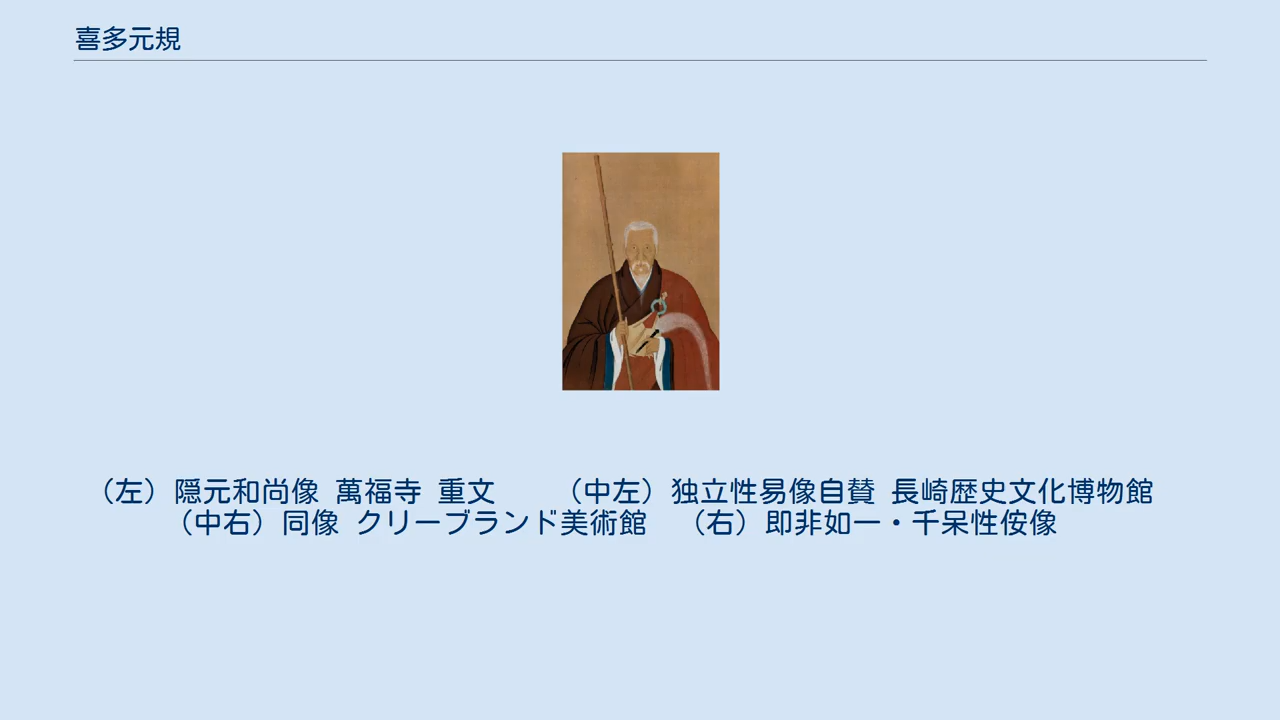 喜多元規
（左）隠元和尚像 萬福寺 重文　（中左）独立性易像自賛 長崎歴史文化博物館
（中右）同像 クリーブランド美術館　（右）即非如一・千呆性侒像